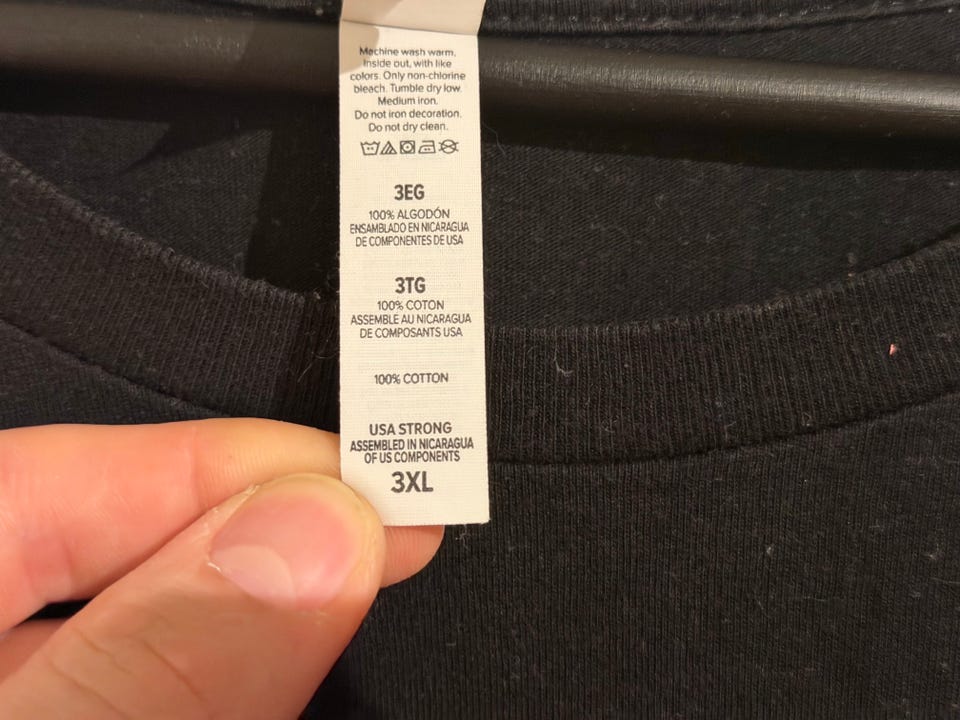 Machine wash warm,
Inside out, with like
colors. Only non-chlorine
bleach. Tumble dry low.
Medium iron.
Do not iron decoration.
Do not dry clean.
3EG
100% ALGODÓN
ENSAMBLADO EN NICARAGUA
DE COMPONENTES DE USA
3TG
100% COTON
ASSEMBLE AU NICARAGUA
DE COMPOSANTS USA
100% COTTON
USA STRONG
ASSEMBLED IN NICARAGUA
OF US COMPONENTS
3XL